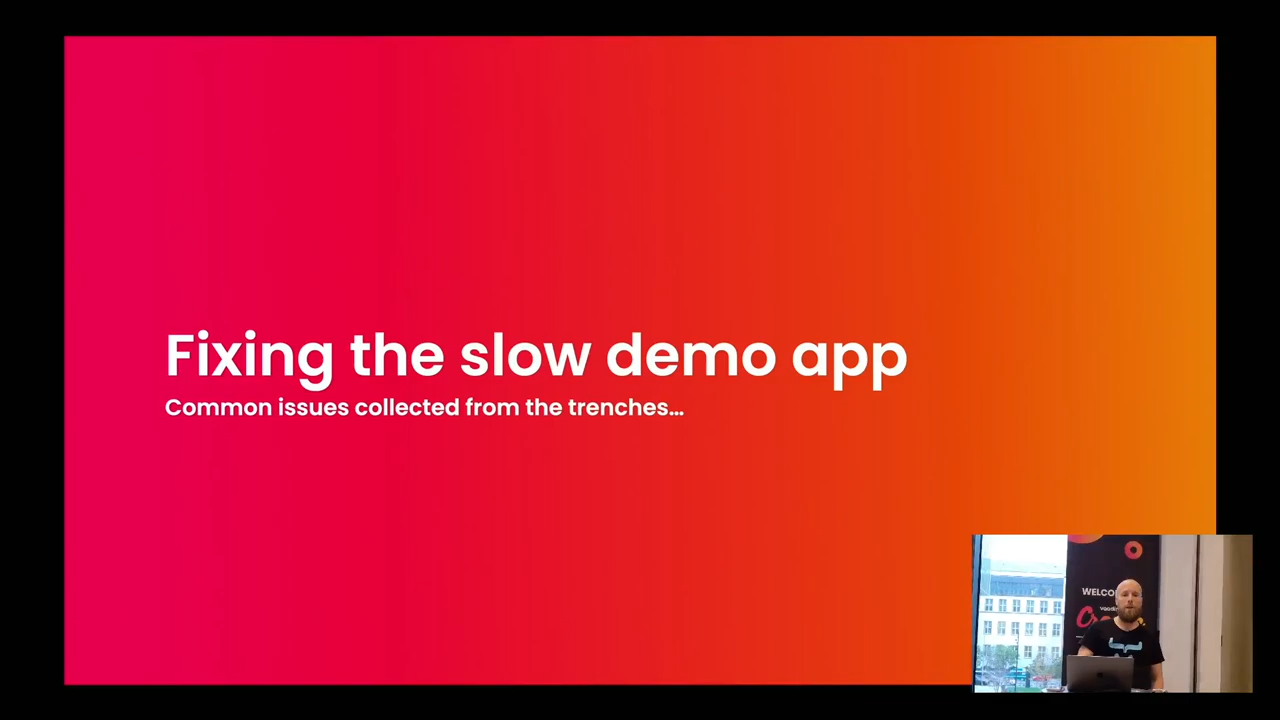 Fixing the slow demo app
Common issues collected from the trenches...